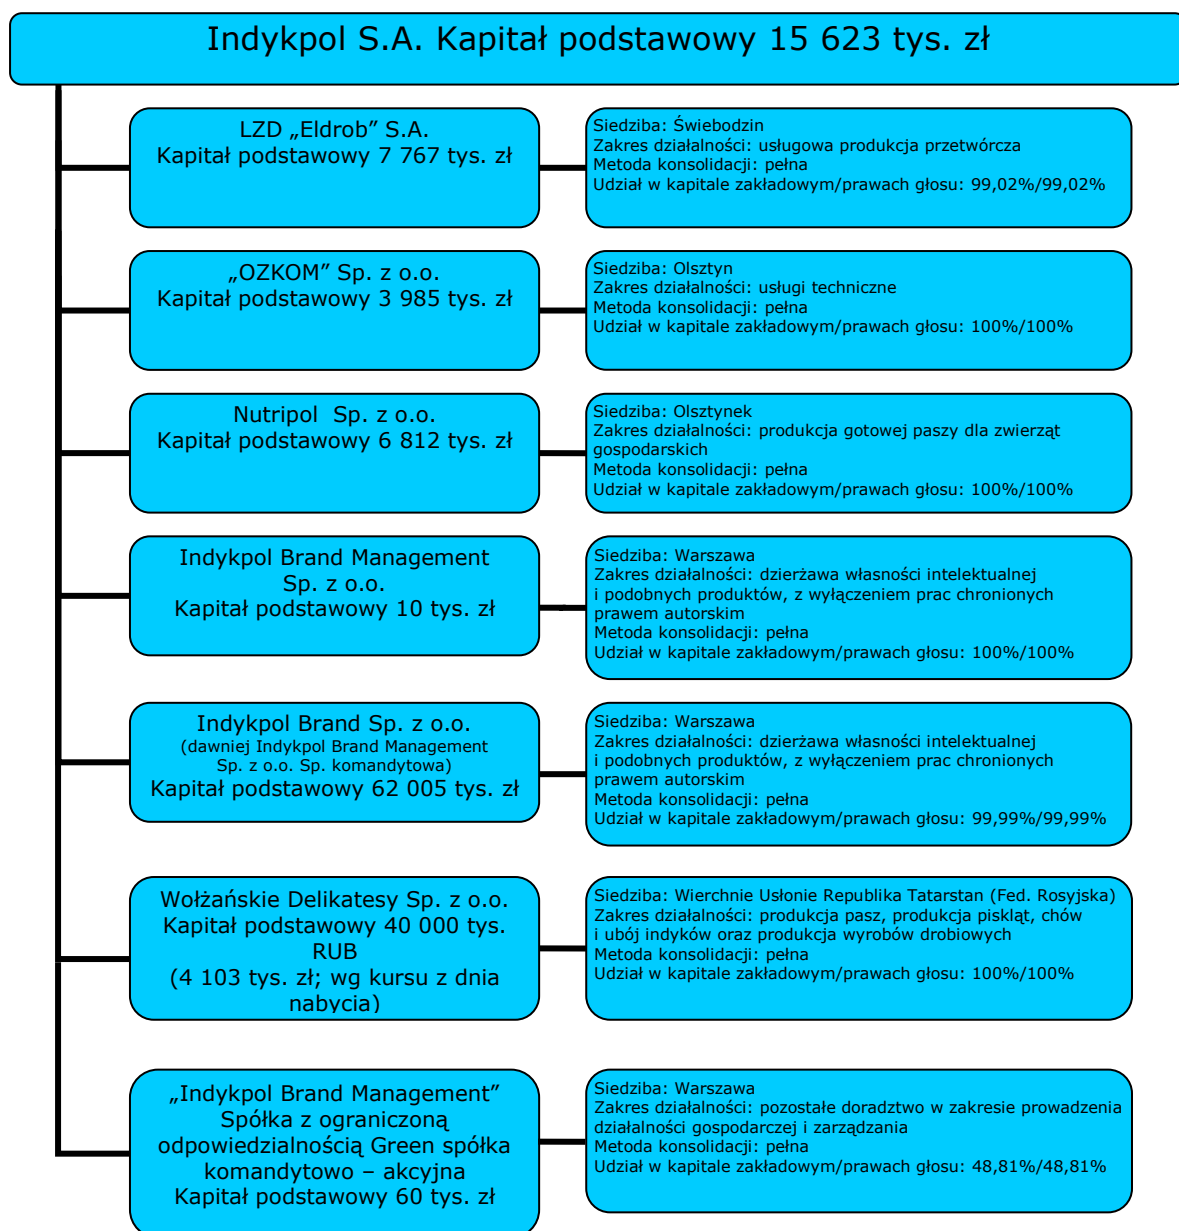 Indykpol S.A. Kapitał podstawowy 15 623 tys. zł
LZD „Eldrob” S.A.
Kapitał podstawowy 7 767 tys. zł
Siedziba: Świebodzin
Zakres działalności: usługowa produkcja przetwórcza
Metoda konsolidacji: pełna
Udział w kapitale zakładowym/prawach głosu: 99,02%/99,02%
„OZKOM” Sp. z o.o.
Kapitał podstawowy 3 985 tys. zł
Siedziba: Olsztyn
Zakres działalności: usługi techniczne
Metoda konsolidacji: pełna
Udział w kapitale zakładowym/prawach głosu: 100%/100%
Nutripol Sp. z o.o.
Kapitał podstawowy 6 812 tys. zł
Siedziba: Olsztynek
Zakres działalności: produkcja gotowej paszy dla zwierząt
gospodarskich
Metoda konsolidacji: pełna
Udział w kapitale zakładowym/prawach głosu: 100%/100%
Indykpol Brand Management
Sp. z o.o.
Kapitał podstawowy 10 tys. zł
Siedziba: Warszawa
Zakres działalności: dzierżawa własności intelektualnej
i podobnych produktów, z wyłączeniem prac chronionych
prawem autorskim
Metoda konsolidacji: pełna
Udział w kapitale zakładowym/prawach głosu: 100%/100%
Indykpol Brand Sp. z o.o.
(dawniej Indykpol Brand Management
Sp. z o.o. Sp. komandytowa)
Kapitał podstawowy 62 005 tys. zł
Siedziba: Warszawa
Zakres działalności: dzierżawa własności intelektualnej
i podobnych produktów, z wyłączeniem prac chronionych
prawem autorskim
Metoda konsolidacji: pełna
Udział w kapitale zakładowym/prawach głosu: 99,99%/99,99%
Wołżańskie Delikatesy Sp. z o.o.
Kapitał podstawowy 40 000 tys.
RUB
(4 103 tys. zł; wg kursu z dnia
nabycia)
Siedziba: Wierchnie Usłonie Republika Tatarstan (Fed. Rosyjska)
Zakres działalności: produkcja pasz, produkcja piskląt, chów
i ubój indyków oraz produkcja wyrobów drobiowych
Metoda konsolidacji: pełna
Udział w kapitale zakładowym/prawach głosu: 100%/100%
„Indykpol Brand Management”
Spółka z ograniczoną
odpowiedzialnością Green spółka
komandytowo – akcyjna
Kapitał podstawowy 60 tys. zł
Siedziba: Warszawa
Zakres działalności: pozostałe doradztwo w zakresie prowadzenia
działalności gospodarczej i zarządzania
Metoda konsolidacji: pełna
Udział w kapitale zakładowym/prawach głosu: 48,81%/48,81%